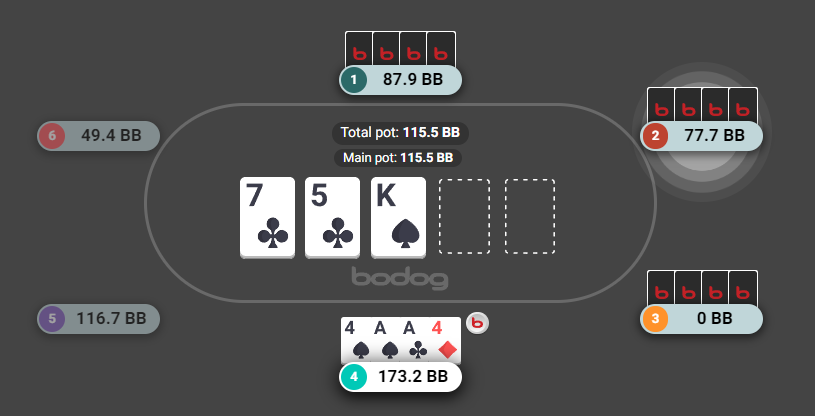 1 87.9 BB
2 77.7 BB
6 49.4 BB
Total pot: 115.5 BB
Main pot: 115.5 BB
7 5 K
bodog
5 116.7 BB
3 0 BB
4 A A 4
b
4 173.2 BB